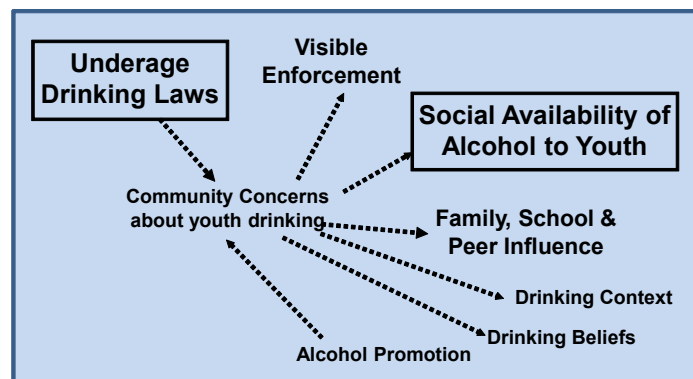 Underage
Drinking Laws
Visible
Enforcement
Social Availability of
Alcohol to Youth
Community Concerns
about youth drinking
Family, School &
Peer Influence
Drinking Context
Drinking Beliefs
Alcohol Promotion